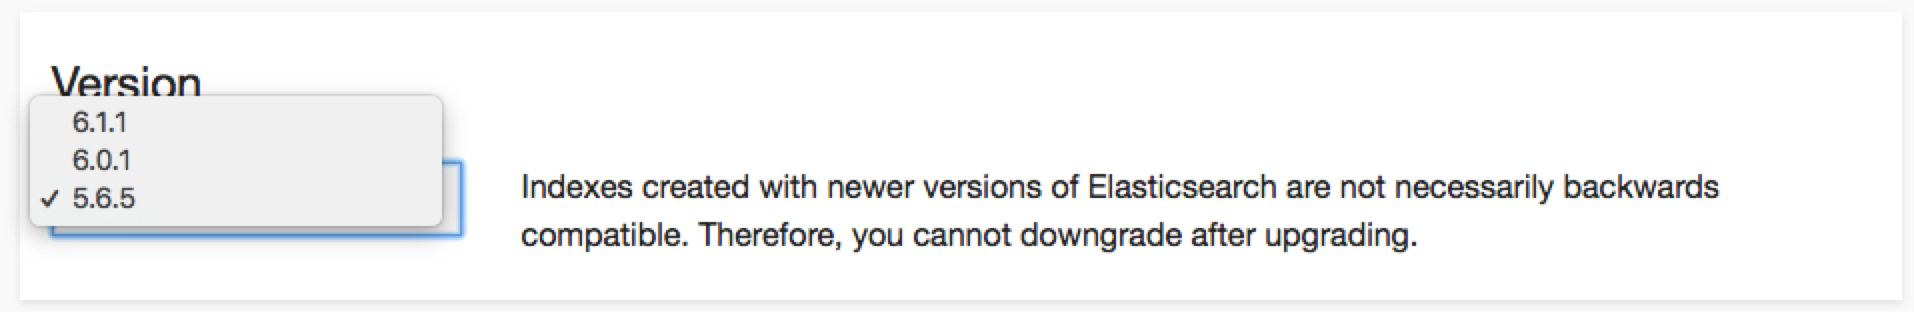 Version
6.1.1
6.0.1
✓ 5.6.5
Indexes created with newer versions of Elasticsearch are not necessarily backwards
compatible. Therefore, you cannot downgrade after upgrading.